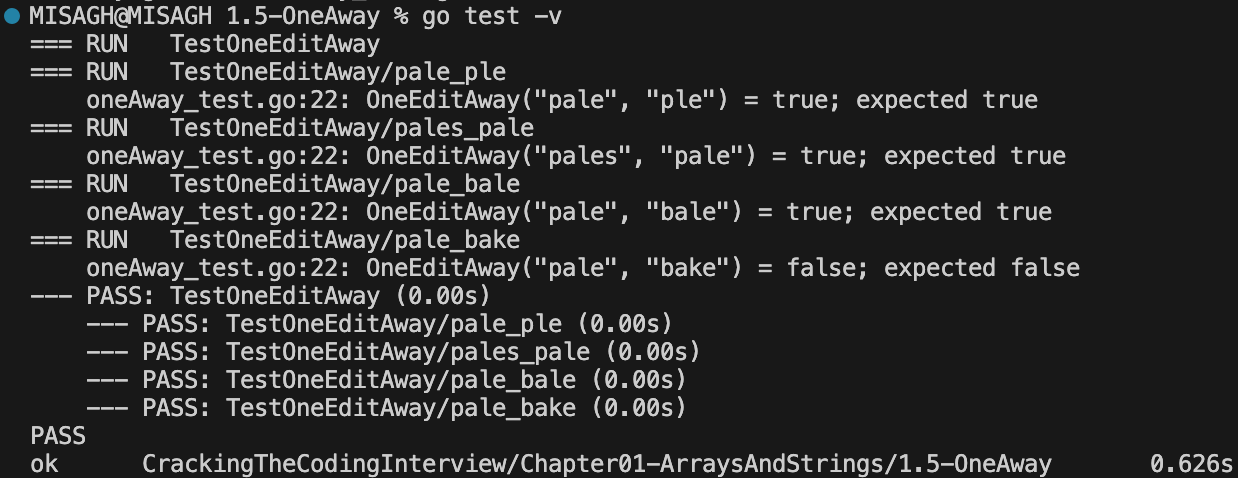 MISAGH@MISAGH 1.5-OneAway % go test -v
=== RUN   TestOneEditAway
=== RUN   TestOneEditAway/pale_ple
    oneAway_test.go:22: OneEditAway("pale", "ple") = true; expected true
=== RUN   TestOneEditAway/pales_pale
    oneAway_test.go:22: OneEditAway("pales", "pale") = true; expected true
=== RUN   TestOneEditAway/pale_bale
    oneAway_test.go:22: OneEditAway("pale", "bale") = true; expected true
=== RUN   TestOneEditAway/pale_bake
    oneAway_test.go:22: OneEditAway("pale", "bake") = false; expected false
--- PASS: TestOneEditAway (0.00s)
    --- PASS: TestOneEditAway/pale_ple (0.00s)
    --- PASS: TestOneEditAway/pales_pale (0.00s)
    --- PASS: TestOneEditAway/pale_bale (0.00s)
    --- PASS: TestOneEditAway/pale_bake (0.00s)
PASS
ok      CrackingTheCodingInterview/Chapter01-ArraysAndStrings/1.5-OneAway       0.626s